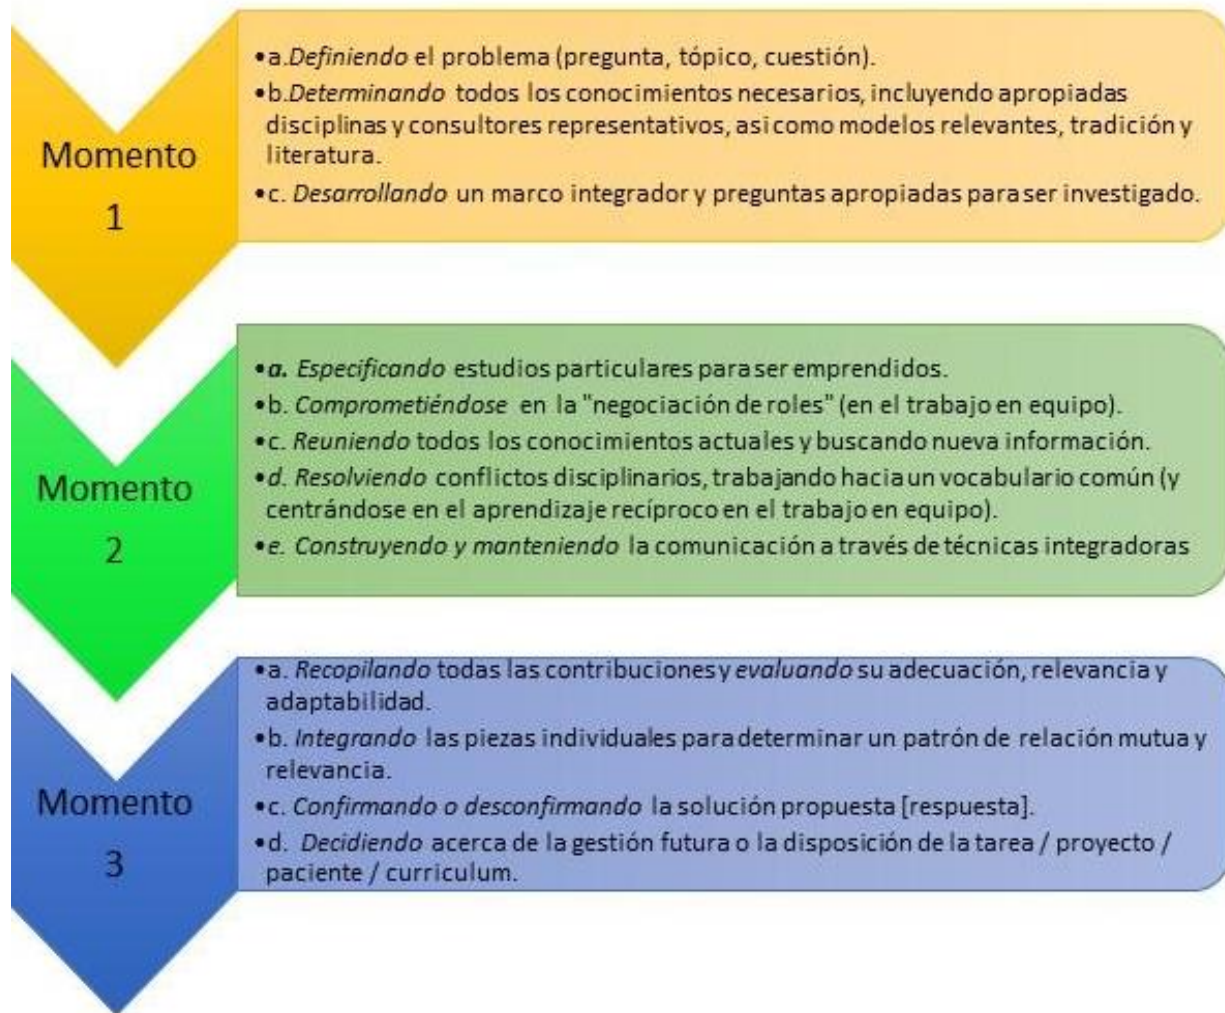 Momento
1
•a.Definiendo el problema (pregunta, tópico, cuestión).
•b.Determinando todos los conocimientos necesarios, incluyendo apropiadas
disciplinas y consultores representativos, asi como modelos relevantes, tradición y
literatura.
•c. Desarrollando un marco integrador y preguntas apropiadas para ser investigado.
Momento
2
•a. Especificando estudios particulares para ser emprendidos.
•b. Comprometiéndose en la "negociación de roles" (en el trabajo en equipo).
•c. Reuniendo todos los conocimientos actuales y buscando nueva información.
•d. Resolviendo conflictos disciplinarios, trabajando hacia un vocabulario común (y
centrándose en el aprendizaje recíproco en el trabajo en equipo).
•e. Construyendo y manteniendo la comunicación a través de técnicas integradoras
Momento
3
•a. Recopilando todas las contribuciones y evaluando su adecuación, relevancia y
adaptabilidad.
•b. Integrando las piezas individuales para determinar un patrón de relación mutua y
relevancia.
•c. Confirmando o desconfirmando la solución propuesta [respuesta].
•d. Decidiendo acerca de la gestión futura o la disposición de la tarea / proyecto /
paciente / curriculum.